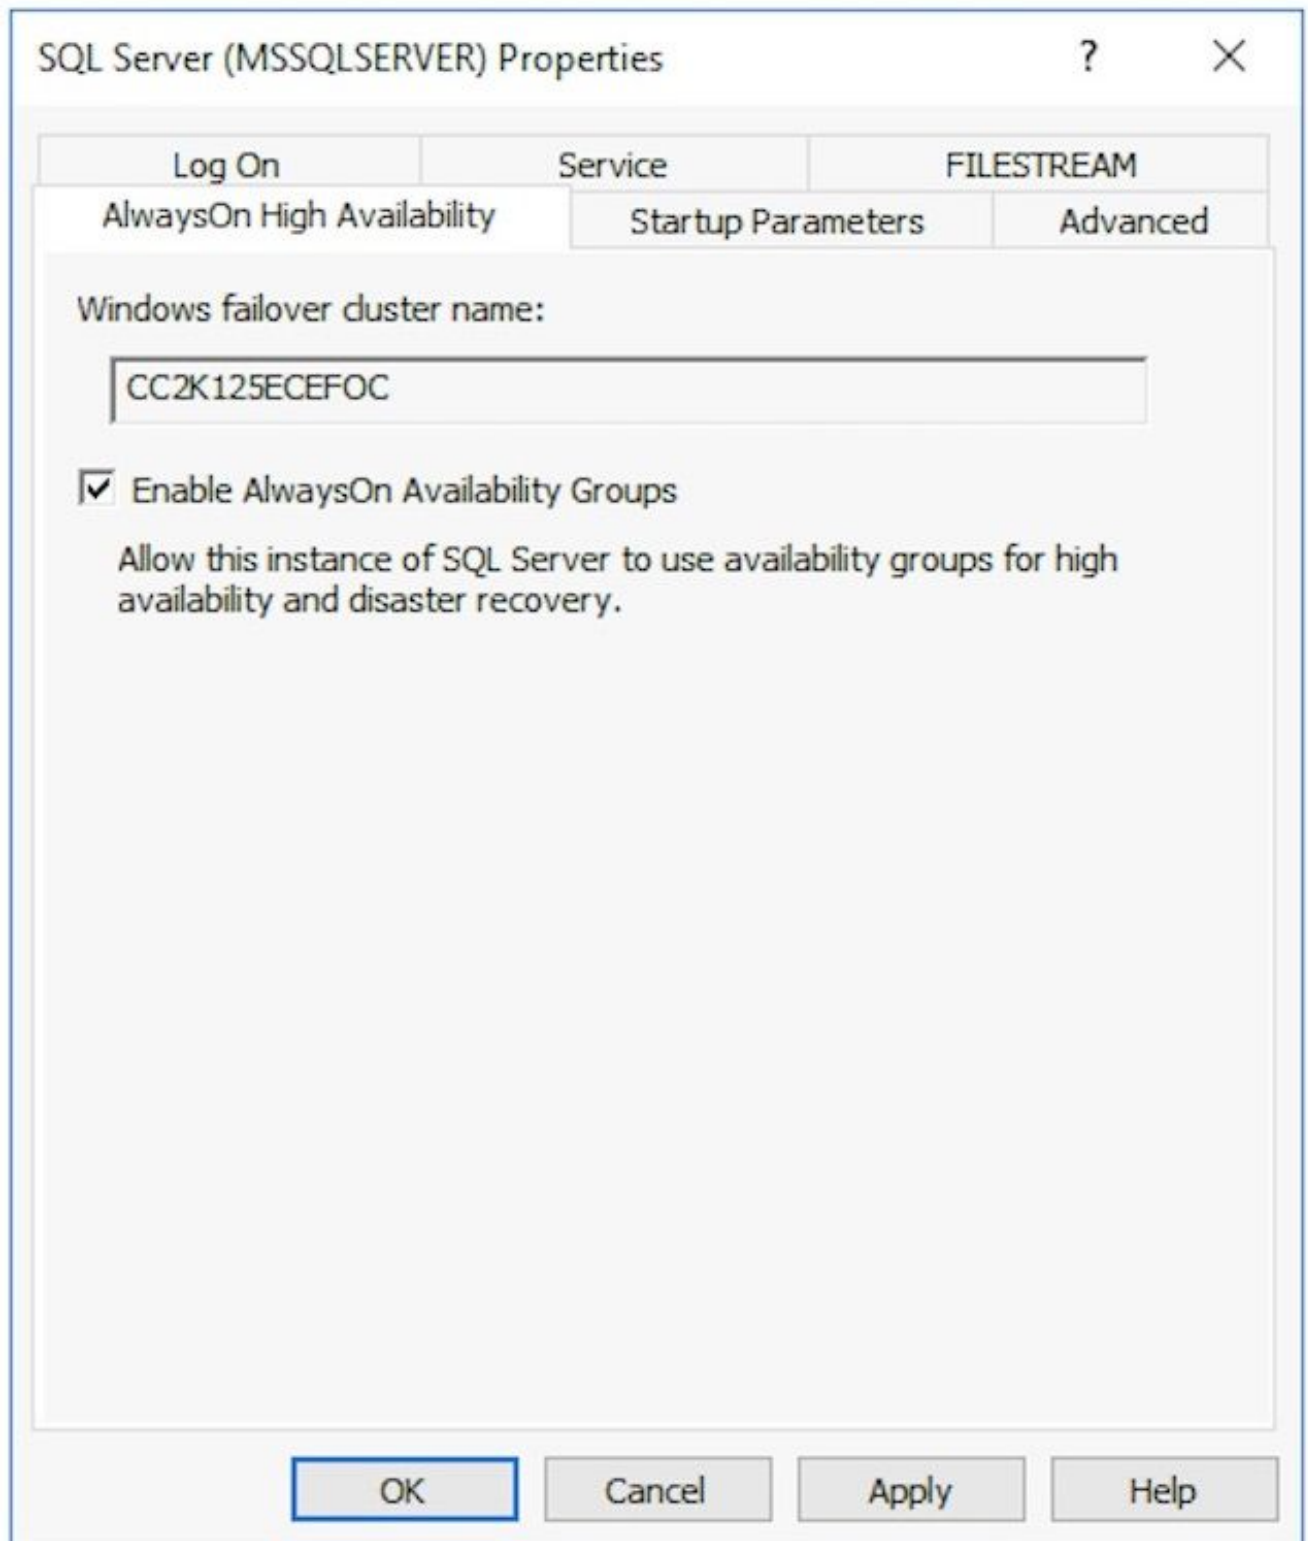 SQL Server (MSSQLSERVER) Properties
?
Log On
Service
FILESTREAM
AlwaysOn High Availability
Startup Parameters
Advanced
Windows failover cluster name:
CC2K125ECEFOC
Enable AlwaysOn Availability Groups
Allow this instance of SQL Server to use availability groups for high
availability and disaster recovery.
OK
Cancel
Apply
Help